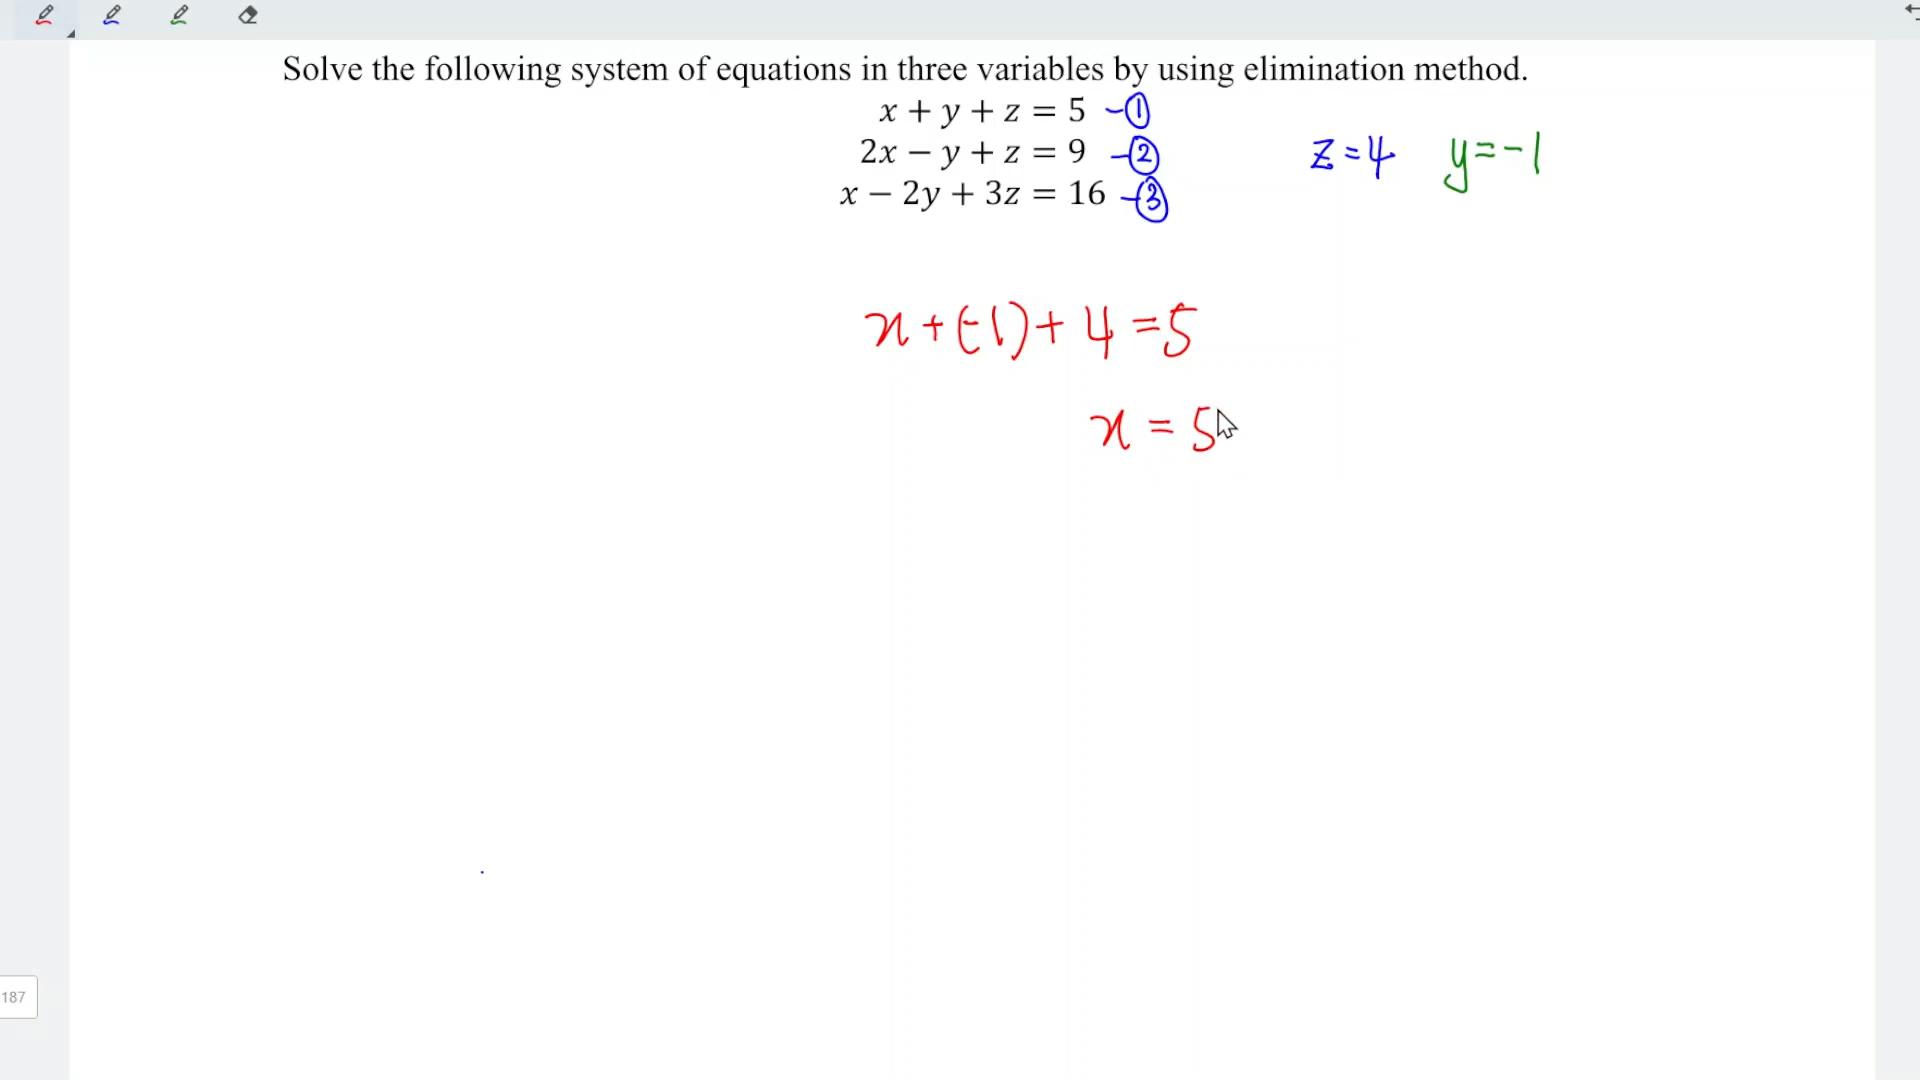 Solve the following system of equations in three variables by using elimination method.
x + y + z = 5 -①
2x − y + z = 9 -②
x − 2y + 3z = 16 -③
z = 4 y = -1
x + (-1) + 4 = 5
x = 5
187